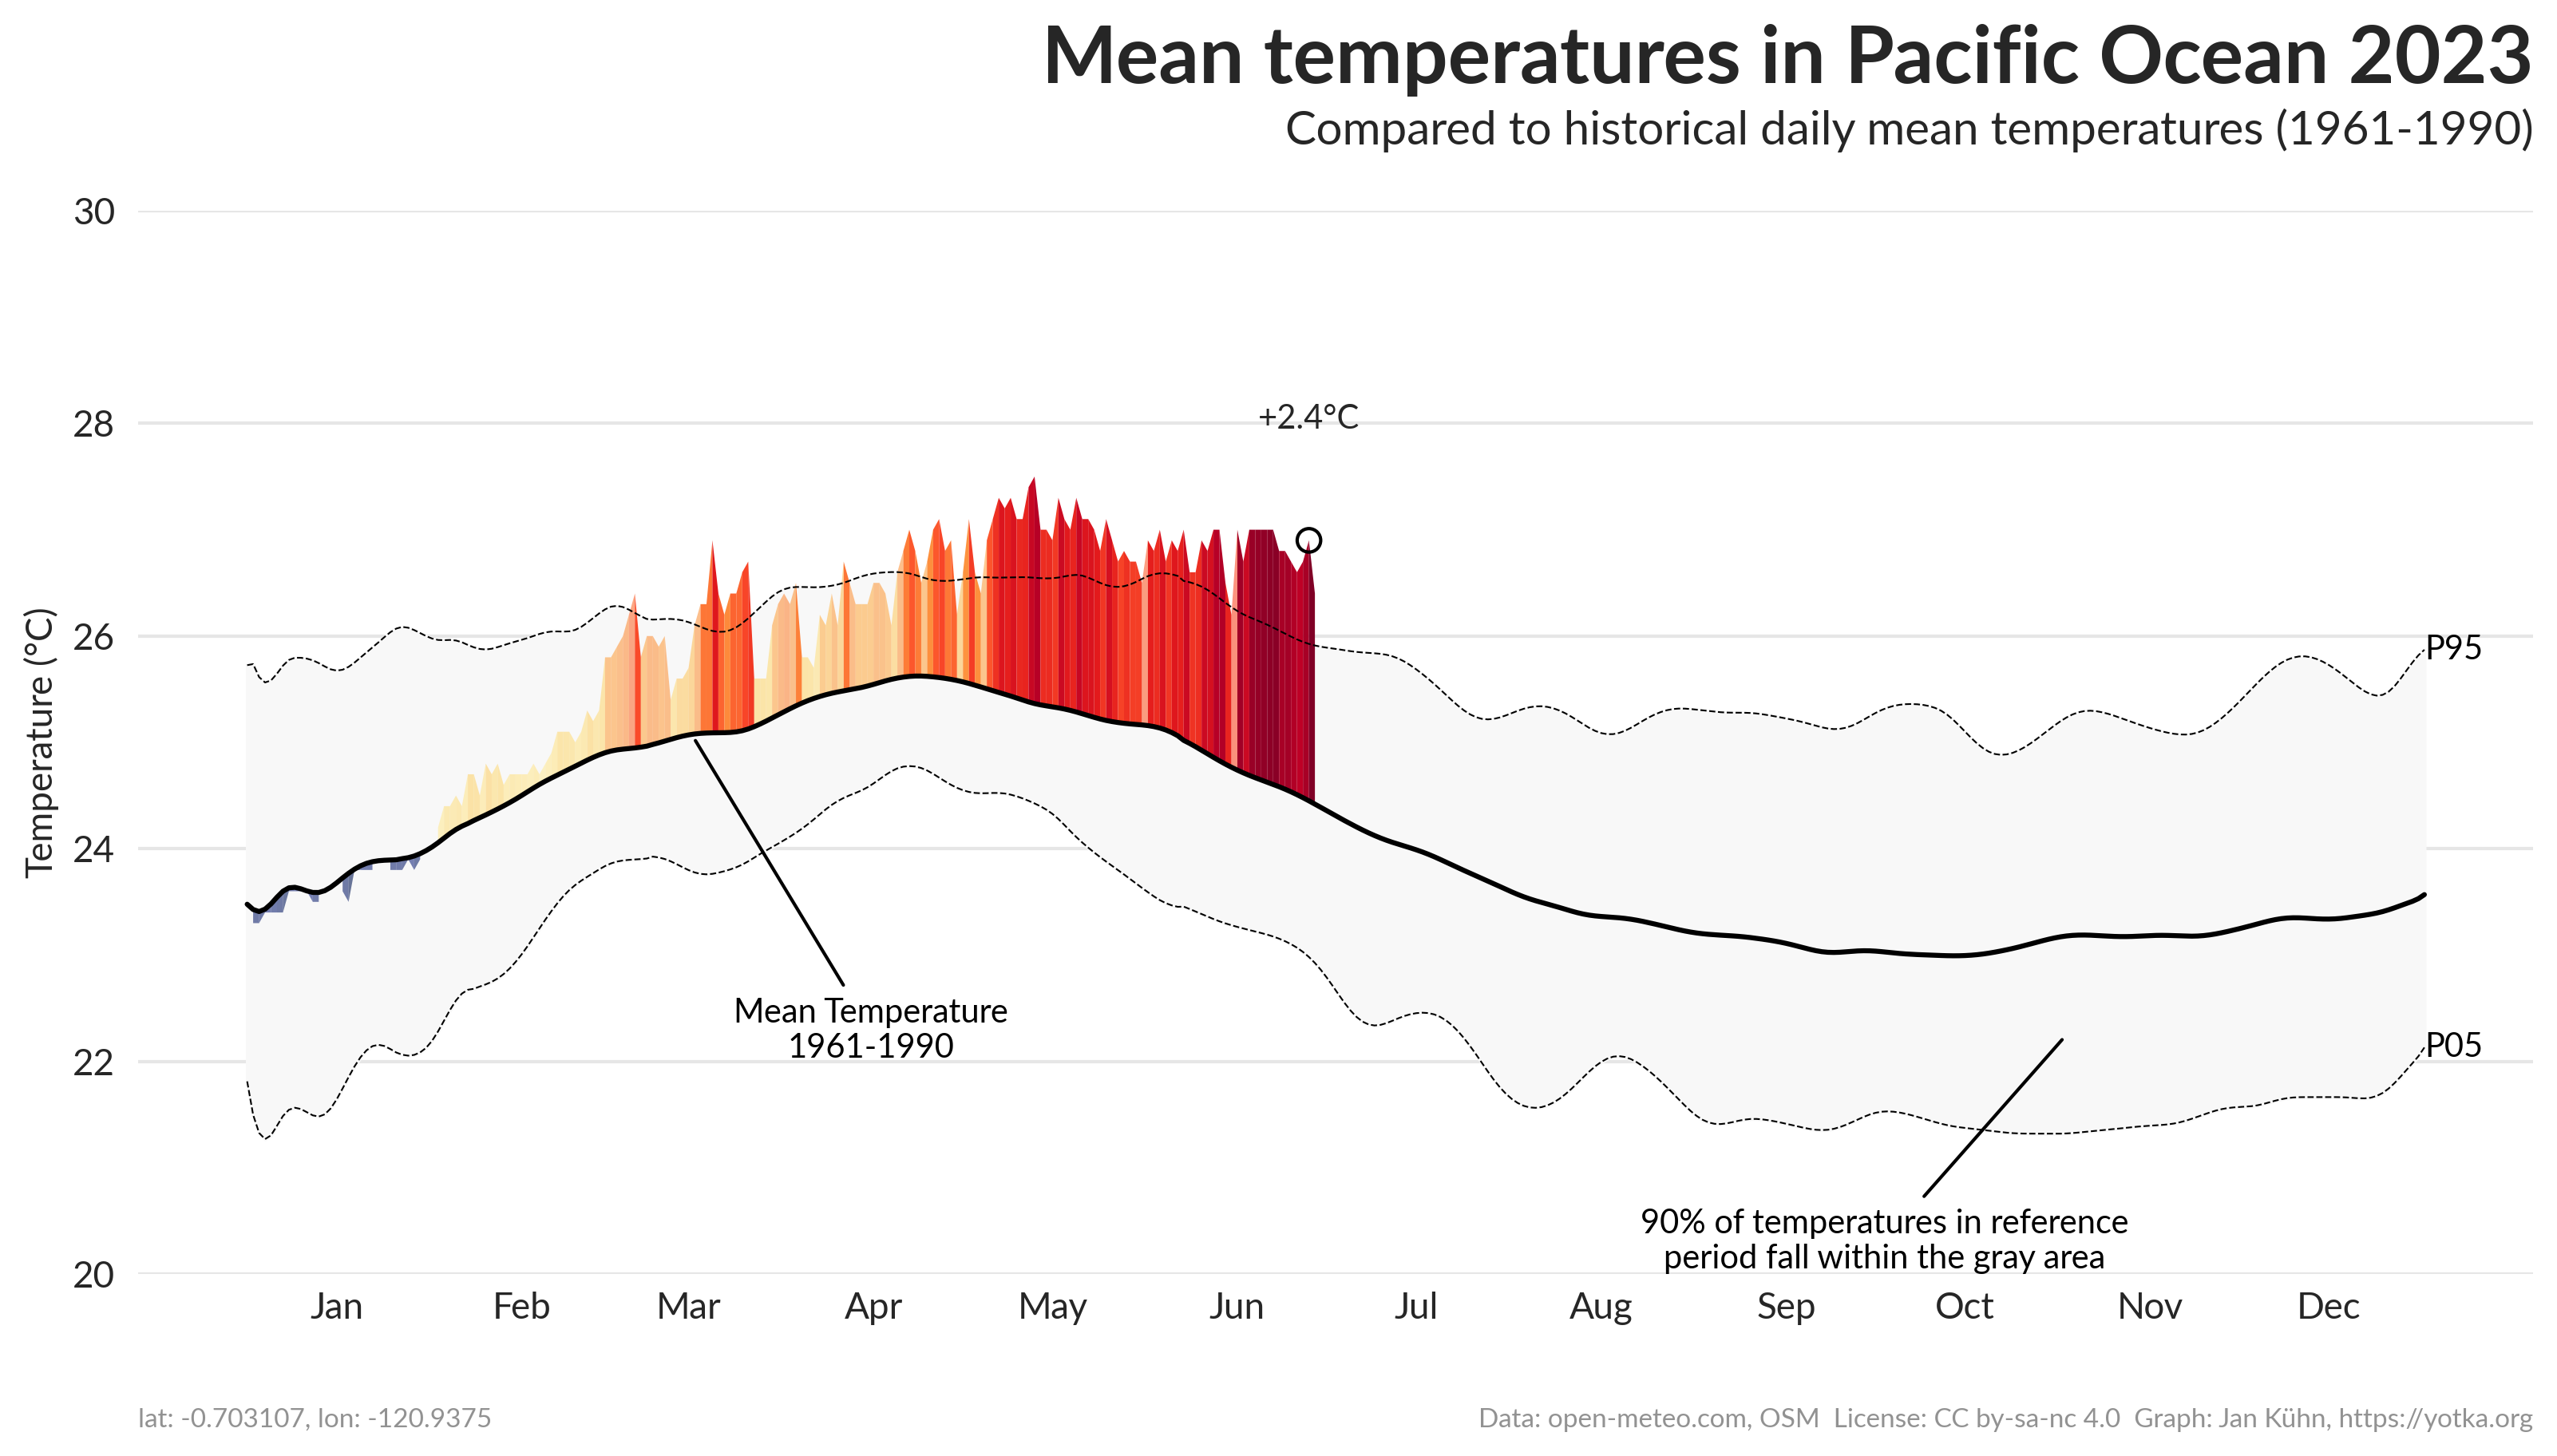 Mean temperatures in Pacific Ocean 2023
Compared to historical daily mean temperatures (1961-1990)
30
28
26
24
22
20
Temperature (°C)
+2.4°C
P95
P05
Mean Temperature
1961-1990
90% of temperatures in reference
period fall within the gray area
Jan Feb Mar Apr May Jun Jul Aug Sep Oct Nov Dec
lat: -0.703107, lon: -120.9375
Data: open-meteo.com, OSM  License: CC by-sa-nc 4.0  Graph: Jan Kühn, https://yotka.org